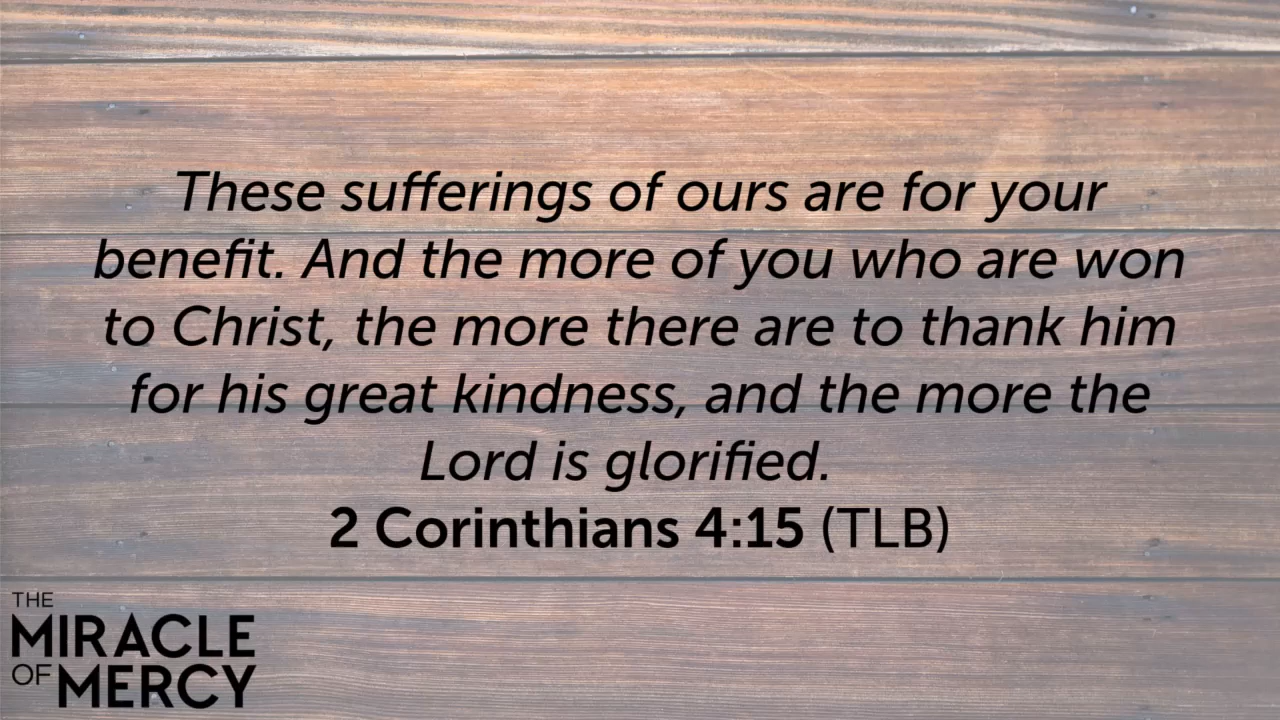 These sufferings of ours are for your
benefit. And the more of you who are won
to Christ, the more there are to thank him
for his great kindness, and the more the
Lord is glorified.
2 Corinthians 4:15 (TLB)
THE
MIRACLE
OF MERCY